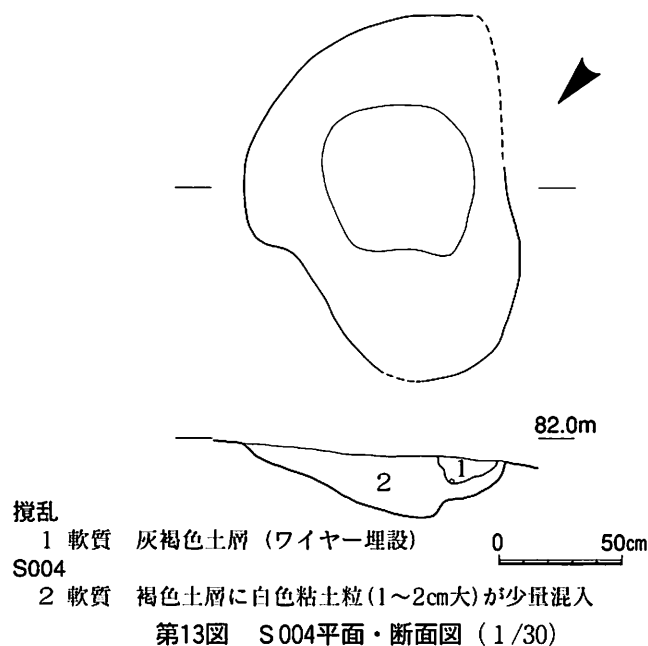 82.0m
1
2
撹乱
1 軟質 灰褐色土層 (ワイヤー埋設)
0 50cm
S004
2 軟質 褐色土層に白色粘土粒(1～2cm大)が少量混入
第13図 S004平面・断面図 (1/30)